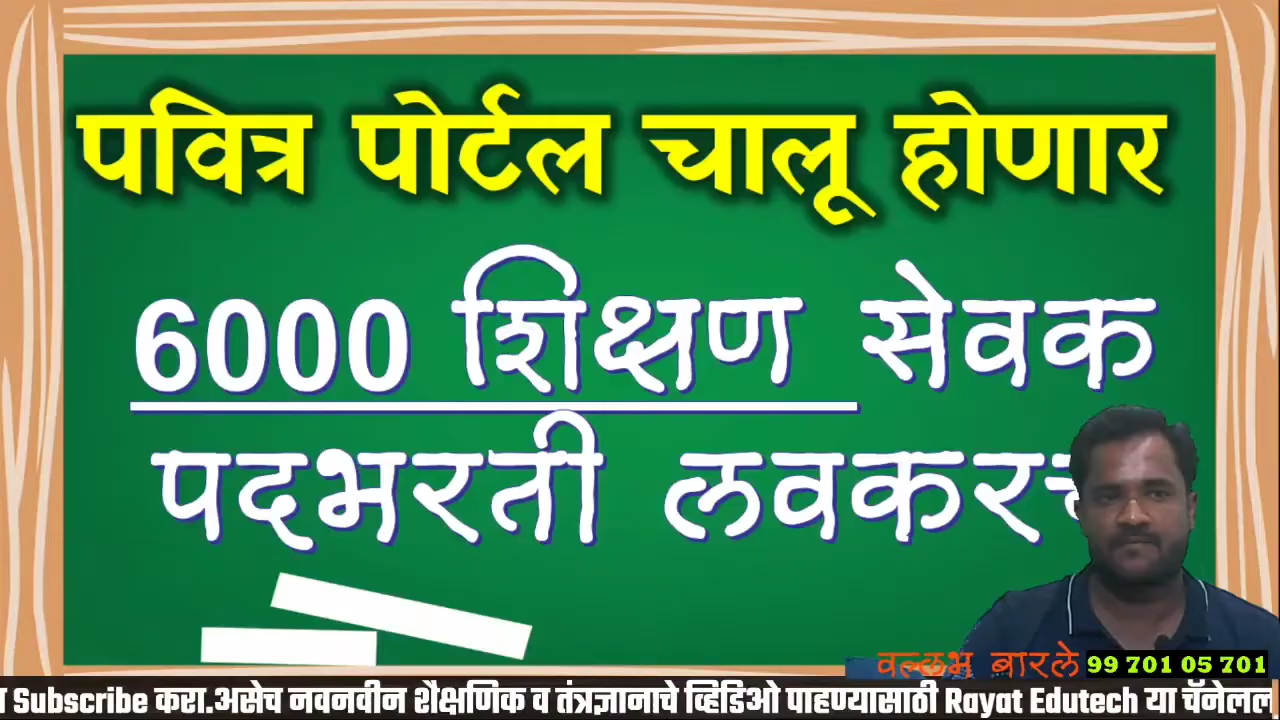 पवित्र पोर्टल चालू होणार
6000 शिक्षण सेवक
पदभरती लवकरच
वल्लभ बारले 99 701 05 701
Subscribe करा.असेच नवनवीन शैक्षणिक व तंत्रज्ञानाचे व्हिडिओ पाहण्यासाठी Rayat Edutech या चॅनेलल